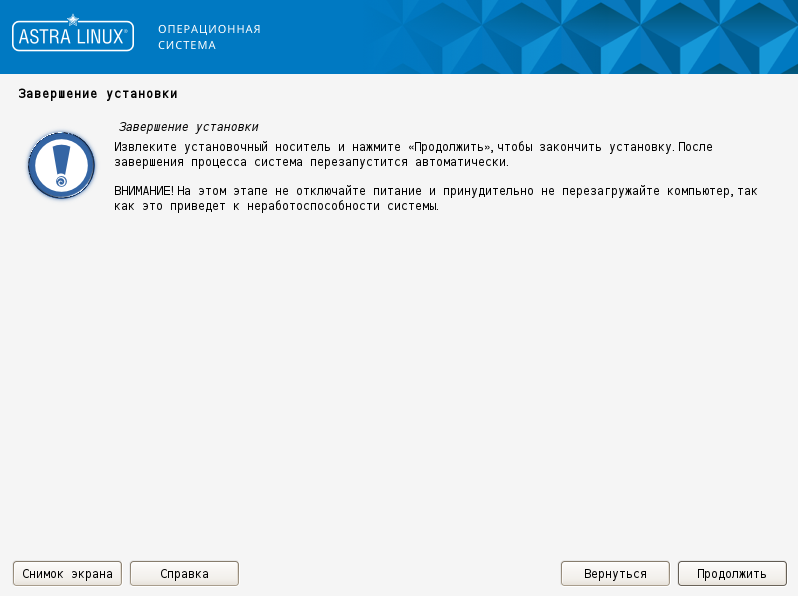 ASTRA LINUX®
ОПЕРАЦИОННАЯ
СИСТЕМА
Завершение установки
Завершение установки
Извлеките установочный носитель и нажмите «Продолжить», чтобы закончить установку. После
завершения процесса система перезапустится автоматически.
ВНИМАНИЕ! На этом этапе не отключайте питание и принудительно не перезагружайте компьютер, так
как это приведет к неработоспособности системы.
Снимок экрана
Справка
Вернуться
Продолжить